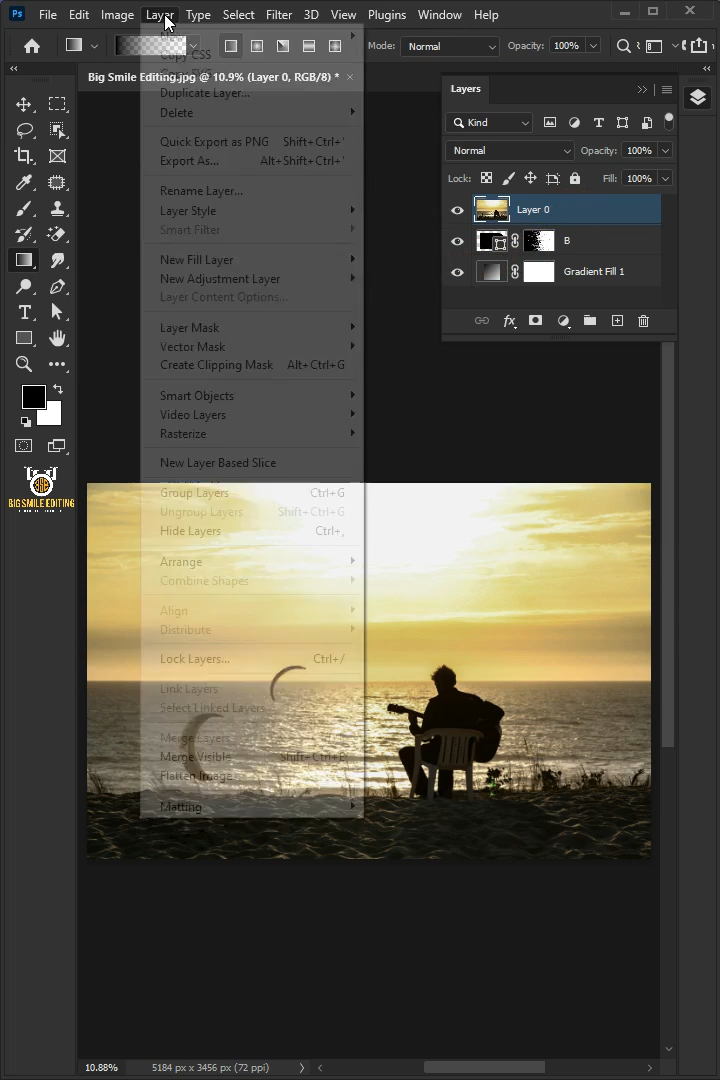 Ps File Edit Image Layer Type Select Filter 3D View Plugins Window Help
Mode: Normal Opacity: 100%
Big Smile Editing.jpg @ 10.9% (Layer 0, RGB/8) * ×
Copy CSS
Duplicate Layer...
Delete
Quick Export as PNG Shift+Ctrl+'
Export As... Alt+Shift+Ctrl+'
Rename Layer...
Layer Style
Smart Filter
New Fill Layer
New Adjustment Layer
Layer Content Options...
Layer Mask
Vector Mask
Create Clipping Mask Alt+Ctrl+G
Smart Objects
Video Layers
Rasterize
New Layer Based Slice
Group Layers Ctrl+G
Ungroup Layers Shift+Ctrl+G
Hide Layers Ctrl+,
Arrange
Combine Shapes
Align
Distribute
Lock Layers... Ctrl+/
Link Layers
Select Linked Layers
Merge Layers
Merge Visible Shift+Ctrl+E
Flatten Image
Matting
Layers
Kind
Normal Opacity: 100%
Lock: Fill: 100%
Layer 0
B
Gradient Fill 1
BIG SMILE EDITING
10.88% 5184 px x 3456 px (72 ppi)